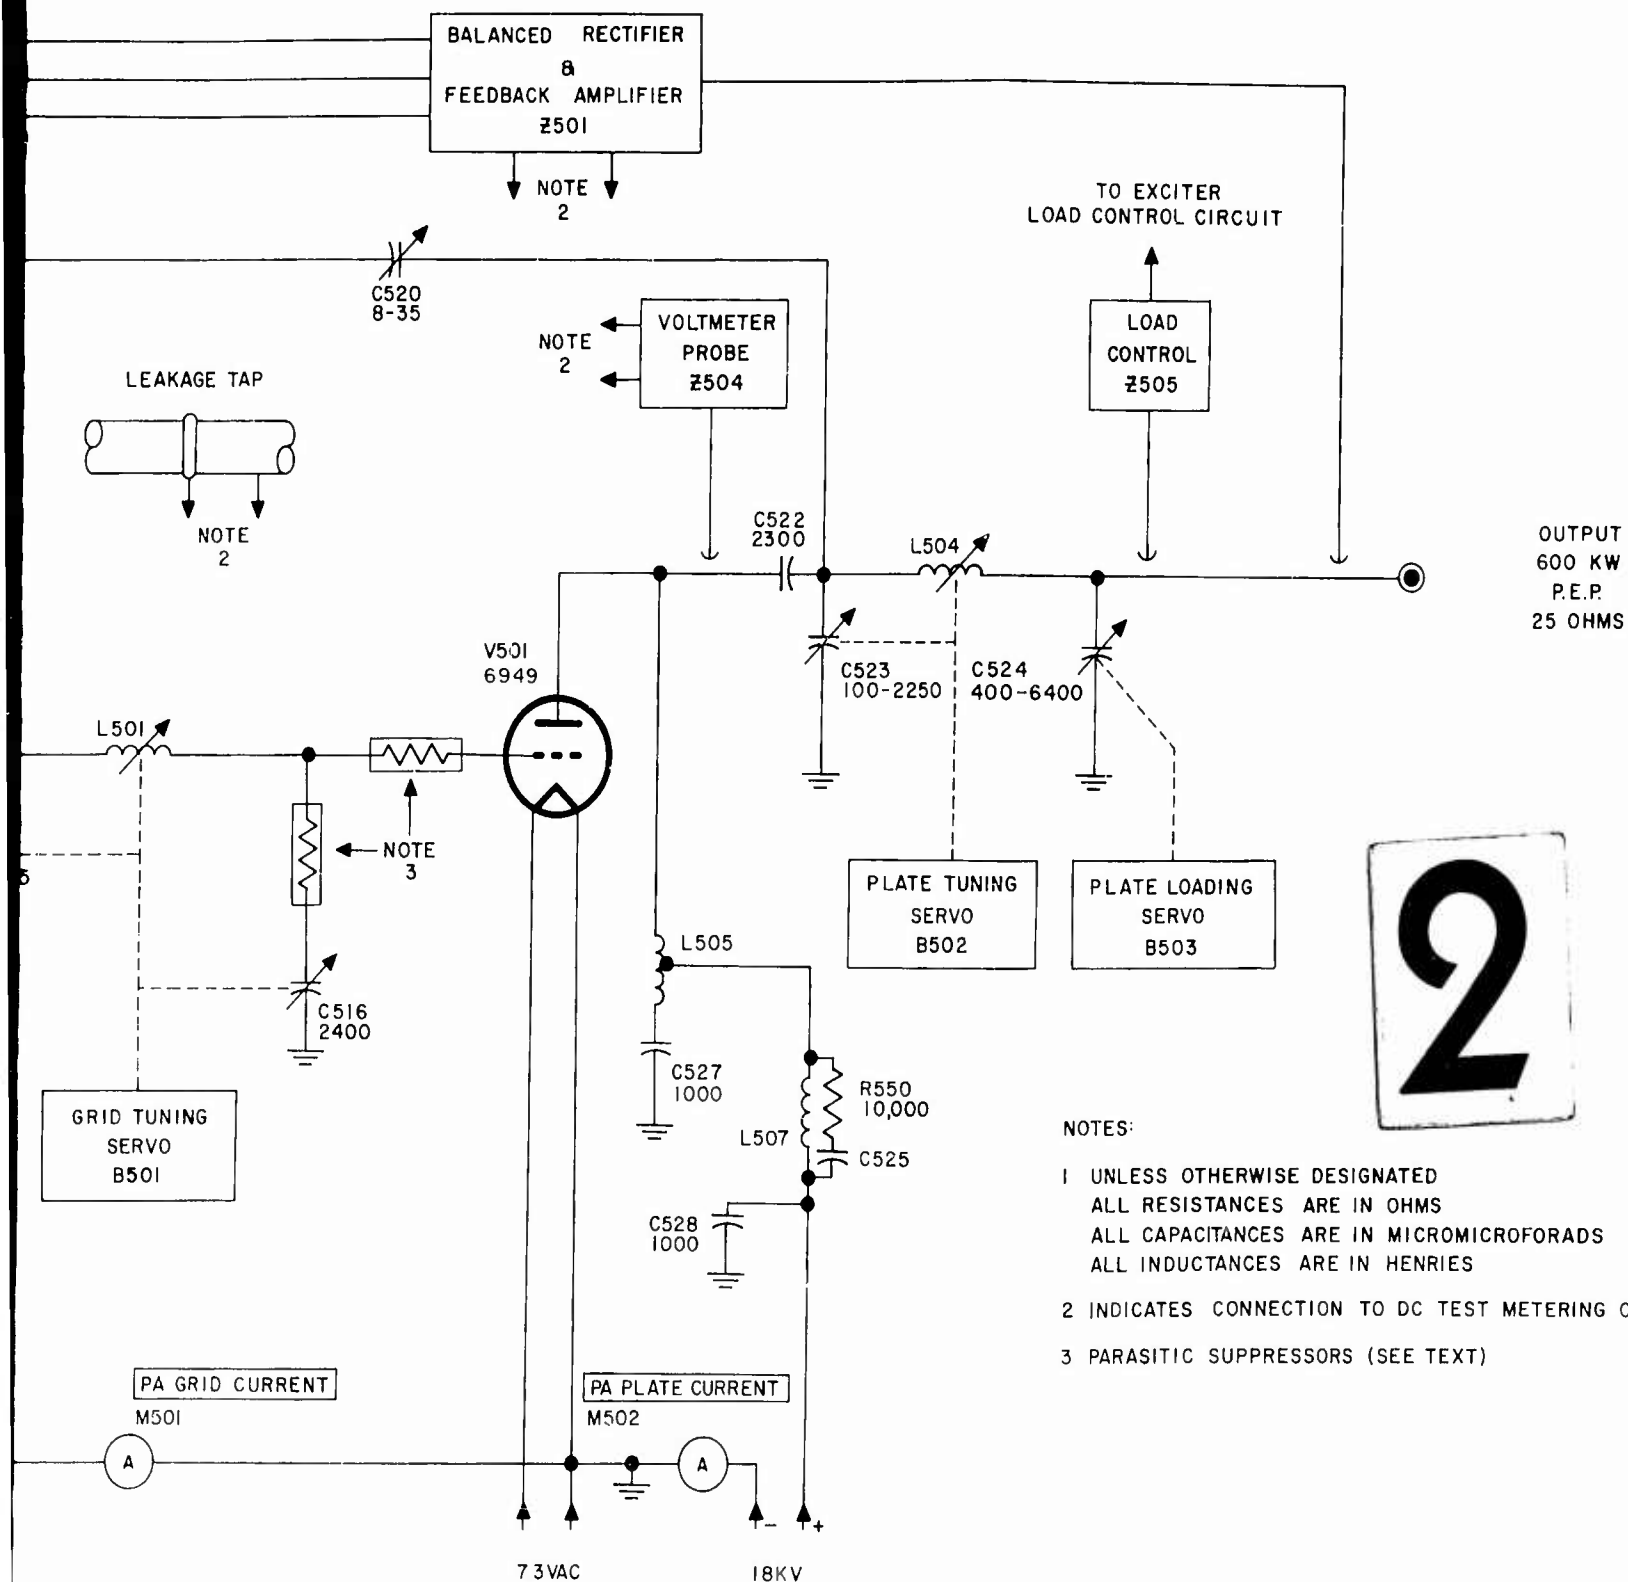 BALANCED RECTIFIER
&
FEEDBACK AMPLIFIER
Z501
NOTE
2
TO EXCITER
LOAD CONTROL CIRCUIT
C520
8-35
VOLTMETER
PROBE
Z504
NOTE
2
LOAD
CONTROL
Z505
LEAKAGE TAP
NOTE
2
C522
2300
L504
OUTPUT
600 KW
P.E.P.
25 OHMS
V501
6949
C523
100-2250
C524
400-6400
L501
NOTE
3
PLATE TUNING
SERVO
B502
PLATE LOADING
SERVO
B503
2
L505
C516
2400
C527
1000
R550
10,000
L507
C525
GRID TUNING
SERVO
B501
C528
1000
NOTES:
1 UNLESS OTHERWISE DESIGNATED
ALL RESISTANCES ARE IN OHMS
ALL CAPACITANCES ARE IN MICROMICROFORADS
ALL INDUCTANCES ARE IN HENRIES
2 INDICATES CONNECTION TO DC TEST METERING
3 PARASITIC SUPPRESSORS (SEE TEXT)
PA GRID CURRENT
M501
A
PA PLATE CURRENT
M502
A
- +
73VAC
18KV